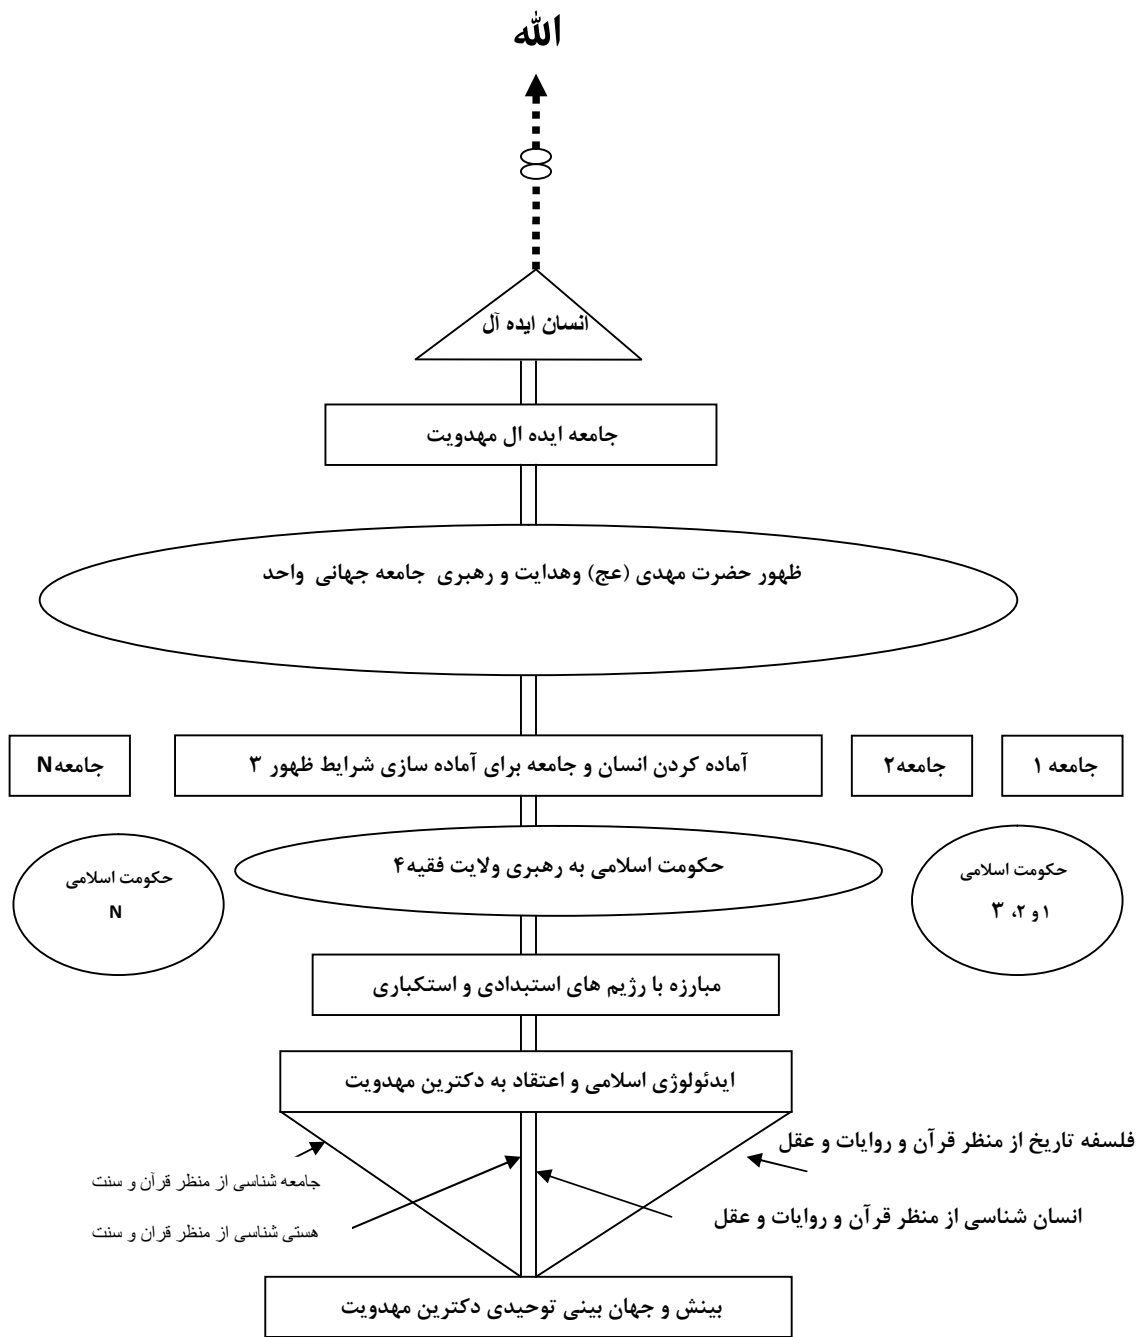 الله
انسان ایده آل
جامعه ایده ال مهدویت
ظهور حضرت مهدی (عج) وهدایت و رهبری جامعه جهانی واحد
جامعه ۱
جامعه۲
آماده کردن انسان و جامعه برای آماده سازی شرایط ظهور ۳
جامعهN
حکومت اسلامی
۱ و ۲، ۳
حکومت اسلامی به رهبری ولایت فقیه۴
حکومت اسلامی
N
مبارزه با رژیم های استبدادی و استکباری
ایدئولوژی اسلامی و اعتقاد به دکترین مهدویت
فلسفه تاریخ از منظر قرآن و روایات و عقل
جامعه شناسی از منظر قرآن و سنت
انسان شناسی از منظر قرآن و روایات و عقل
هستی شناسی از منظر قران و سنت
بینش و جهان بینی توحیدی دکترین مهدویت